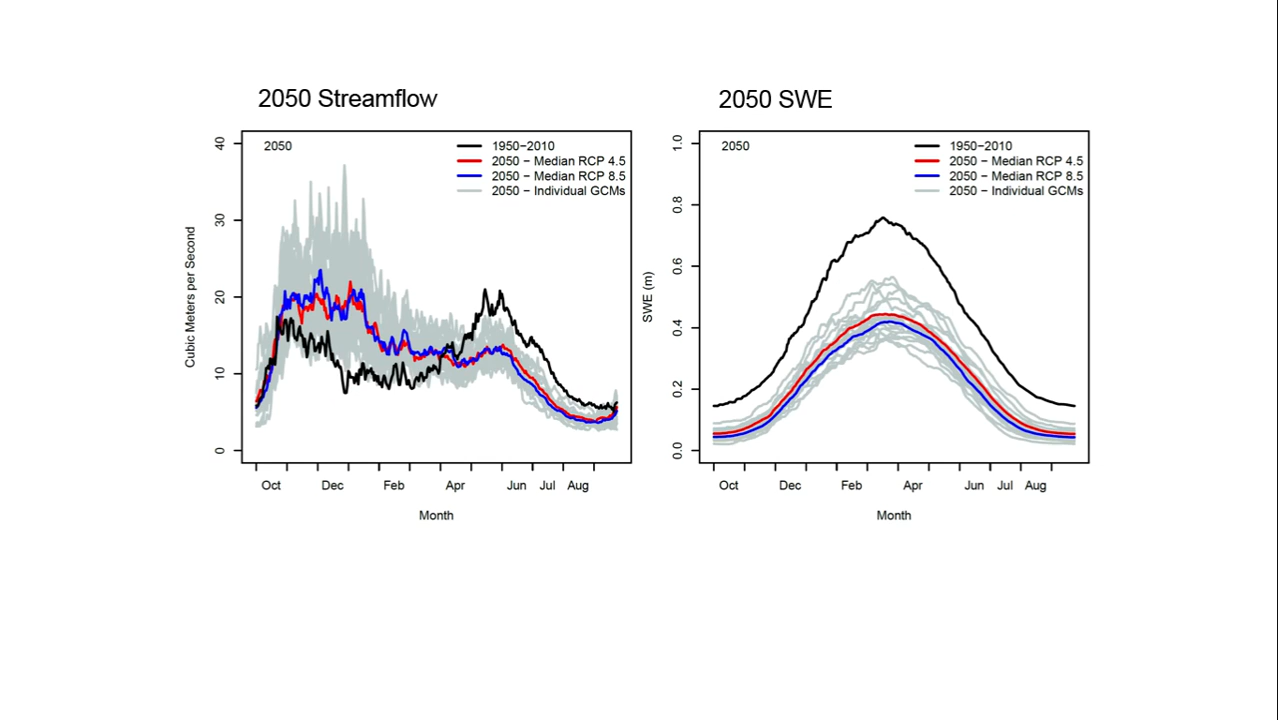 2050 Streamflow
2050
1950−2010
2050 − Median RCP 4.5
2050 − Median RCP 8.5
2050 − Individual GCMs
40
30
20
10
0
Cubic Meters per Second
Oct Dec Feb Apr Jun Jul Aug
Month
2050 SWE
2050
1950−2010
2050 − Median RCP 4.5
2050 − Median RCP 8.5
2050 − Individual GCMs
1.0
0.8
0.6
0.4
0.2
0.0
SWE (m)
Oct Dec Feb Apr Jun Jul Aug
Month